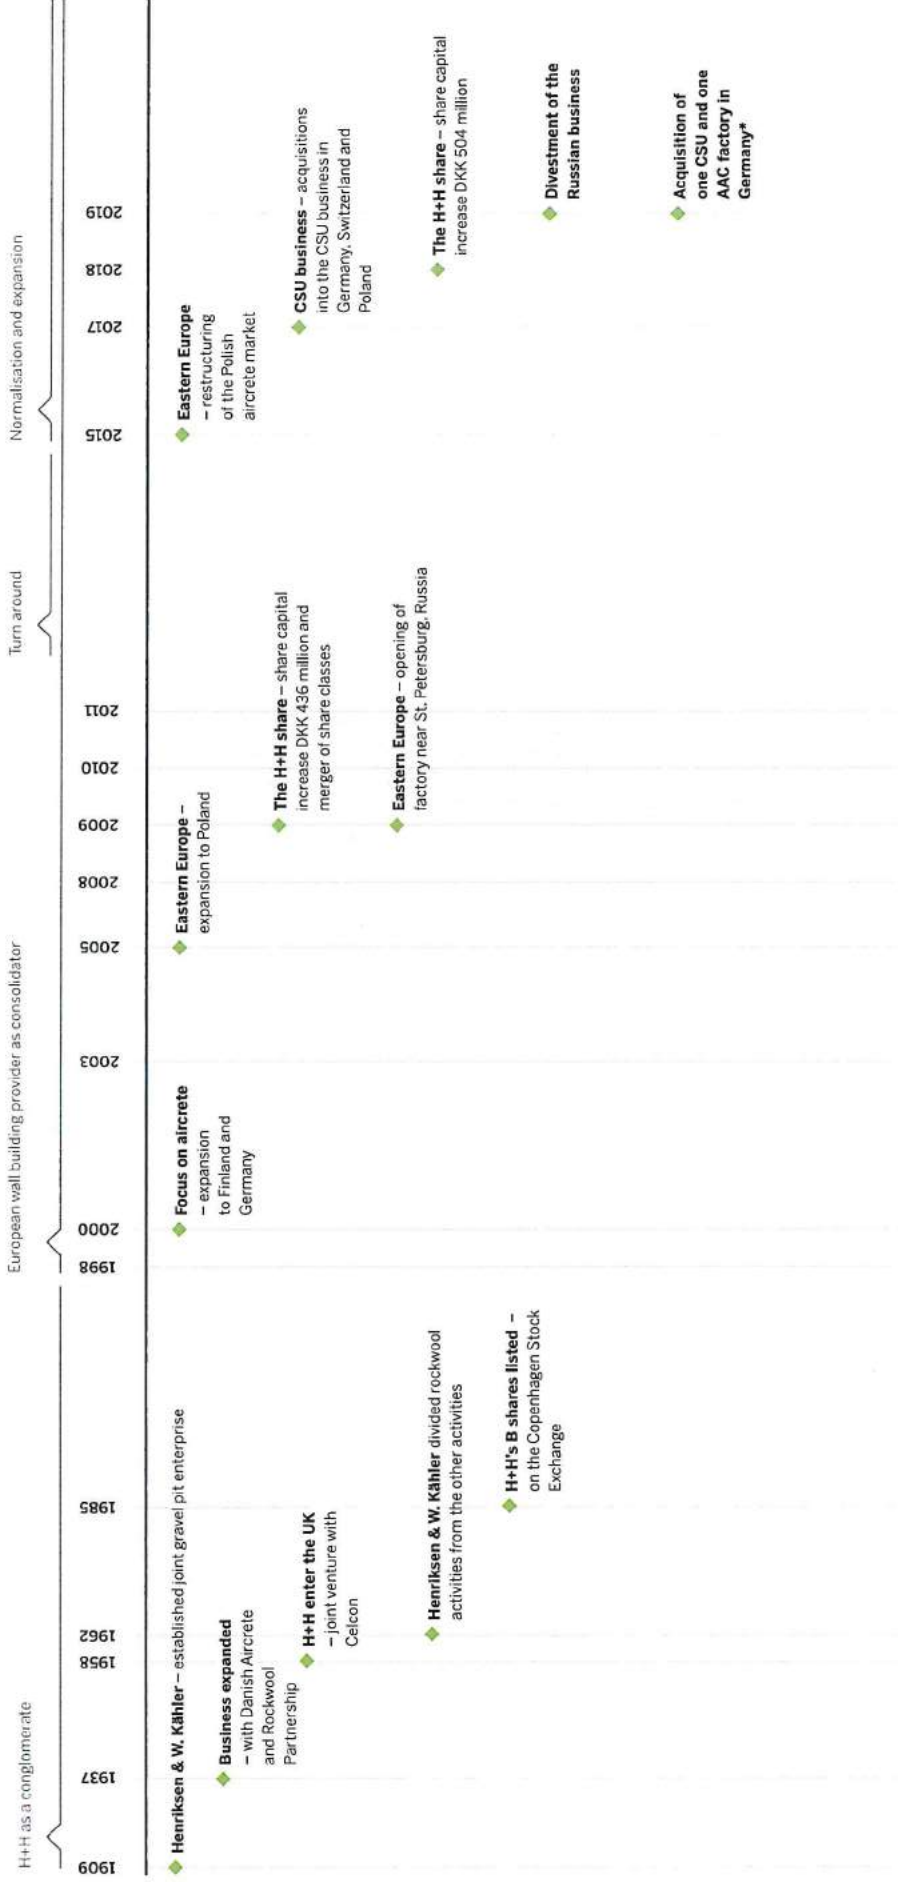 H+H as a conglomerate
European wall building provider as consolidator
Turn around
Normalisation and expansion
1909
1937
1958
1962
1985
1998
2000
2003
2005
2008
2009
2010
2011
2015
2017
2018
2019
Henriksen & W. Kähler – established joint gravel pit enterprise
Business expanded
– with Danish Aircrete
and Rockwool
Partnership
H+H enter the UK
– joint venture with
Celcon
Henriksen & W. Kähler divided rockwool
activities from the other activities
H+H's B shares listed –
on the Copenhagen Stock
Exchange
Focus on aircrete
– expansion
to Finland and
Germany
Eastern Europe –
expansion to Poland
The H+H share – share capital
increase DKK 436 million and
merger of share classes
Eastern Europe – opening of
factory near St. Petersburg, Russia
Eastern Europe
– restructuring
of the Polish
aircrete market
CSU business – acquisitions
into the CSU business in
Germany, Switzerland and
Poland
The H+H share – share capital
increase DKK 504 million
Divestment of the
Russian business
Acquisition of
one CSU and one
AAC factory in
Germany*